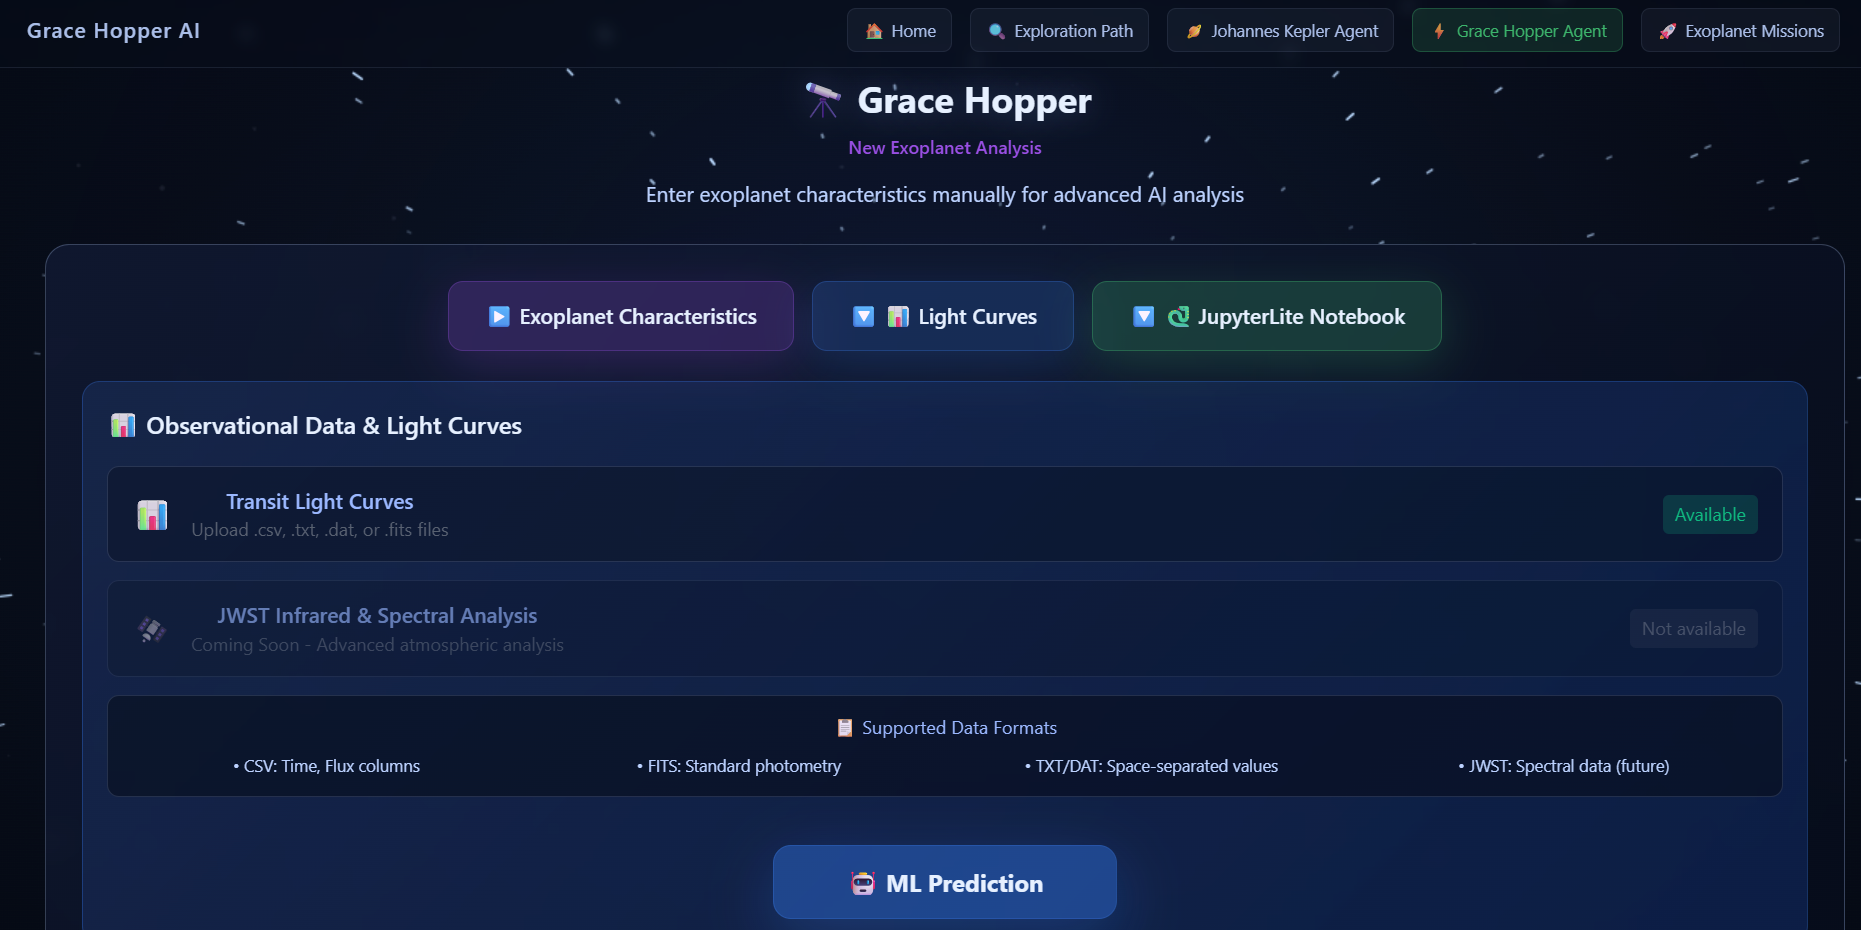 Grace Hopper AI
Home
Exploration Path
Johannes Kepler Agent
Grace Hopper Agent
Exoplanet Missions
Grace Hopper
New Exoplanet Analysis
Enter exoplanet characteristics manually for advanced AI analysis
Exoplanet Characteristics
Light Curves
JupyterLite Notebook
Observational Data & Light Curves
Transit Light Curves
Upload .csv, .txt, .dat, or .fits files
Available
JWST Infrared & Spectral Analysis
Coming Soon - Advanced atmospheric analysis
Not available
Supported Data Formats
• CSV: Time, Flux columns
• FITS: Standard photometry
• TXT/DAT: Space-separated values
• JWST: Spectral data (future)
ML Prediction